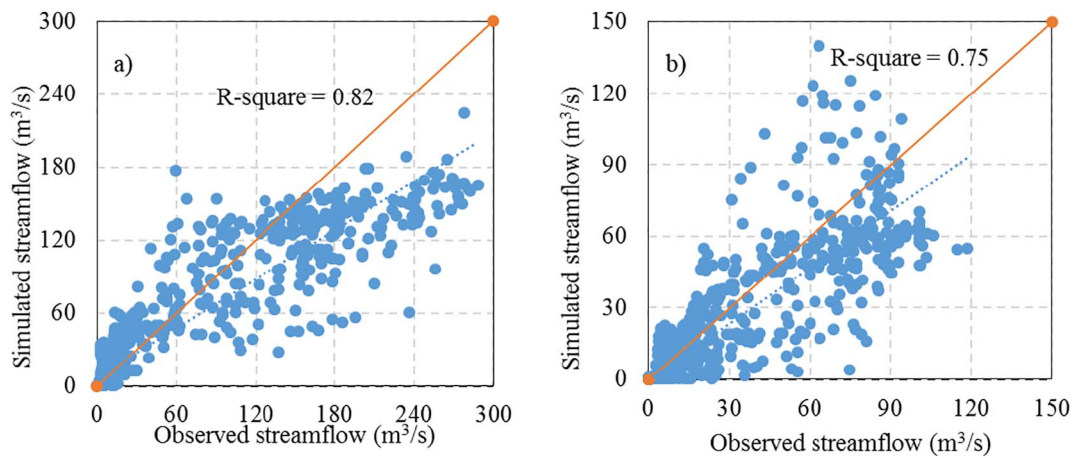 300
240
180
120
60
0
Simulated streamflow (m³/s)
a)
R-square = 0.82
0 60 120 180 240 300
Observed streamflow (m³/s)
150
120
90
60
30
0
Simulated streamflow (m³/s)
b)
R-square = 0.75
0 30 60 90 120 150
Observed streamflow (m³/s)